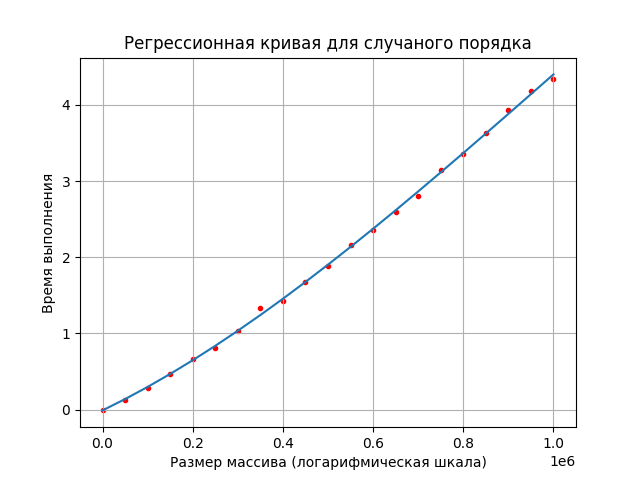 Регрессионная кривая для случаного порядка
Время выполнения
4
3
2
1
0
0.0 0.2 0.4 0.6 0.8 1.0
1e6
Размер массива (логарифмическая шкала)